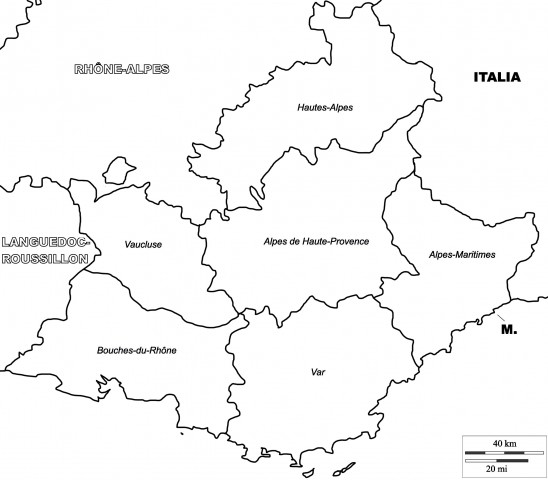 RHÔNE-ALPES
ITALIA
Hautes-Alpes
LANGUEDOC-
ROUSSILLON
Vaucluse
Alpes de Haute-Provence
Alpes-Maritimes
M.
Bouches-du-Rhône
Var
40 km
20 mi